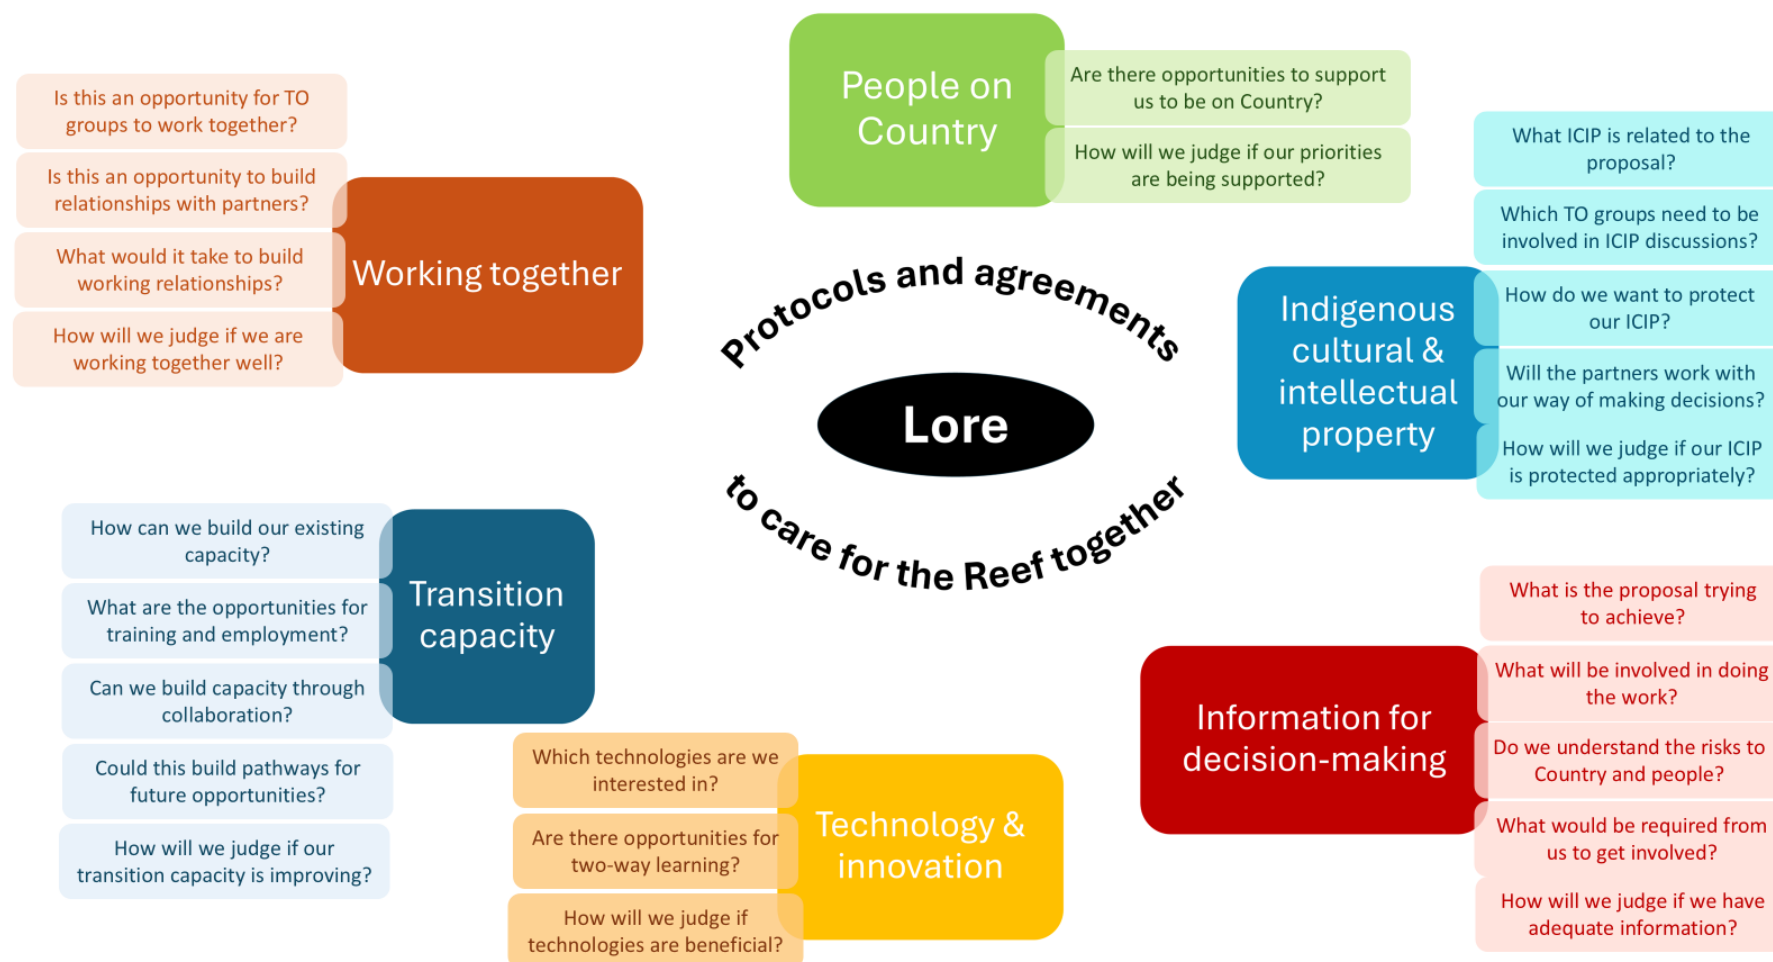 People on
Country
Are there opportunities to support
us to be on Country?
How will we judge if our priorities
are being supported?
Is this an opportunity for TO
groups to work together?
Is this an opportunity to build
relationships with partners?
What would it take to build
working relationships?
How will we judge if we are
working together well?
Working together
Protocols and agreements
Lore
to care for the Reef together
Indigenous
cultural &
intellectual
property
What ICIP is related to the
proposal?
Which TO groups need to be
involved in ICIP discussions?
How do we want to protect
our ICIP?
Will the partners work with
our way of making decisions?
How will we judge if our ICIP
is protected appropriately?
How can we build our existing
capacity?
What are the opportunities for
training and employment?
Can we build capacity through
collaboration?
Could this build pathways for
future opportunities?
How will we judge if our
transition capacity is improving?
Transition
capacity
Which technologies are we
interested in?
Are there opportunities for
two-way learning?
How will we judge if
technologies are beneficial?
Technology &
innovation
Information for
decision-making
What is the proposal trying
to achieve?
What will be involved in doing
the work?
Do we understand the risks to
Country and people?
What would be required from
us to get involved?
How will we judge if we have
adequate information?